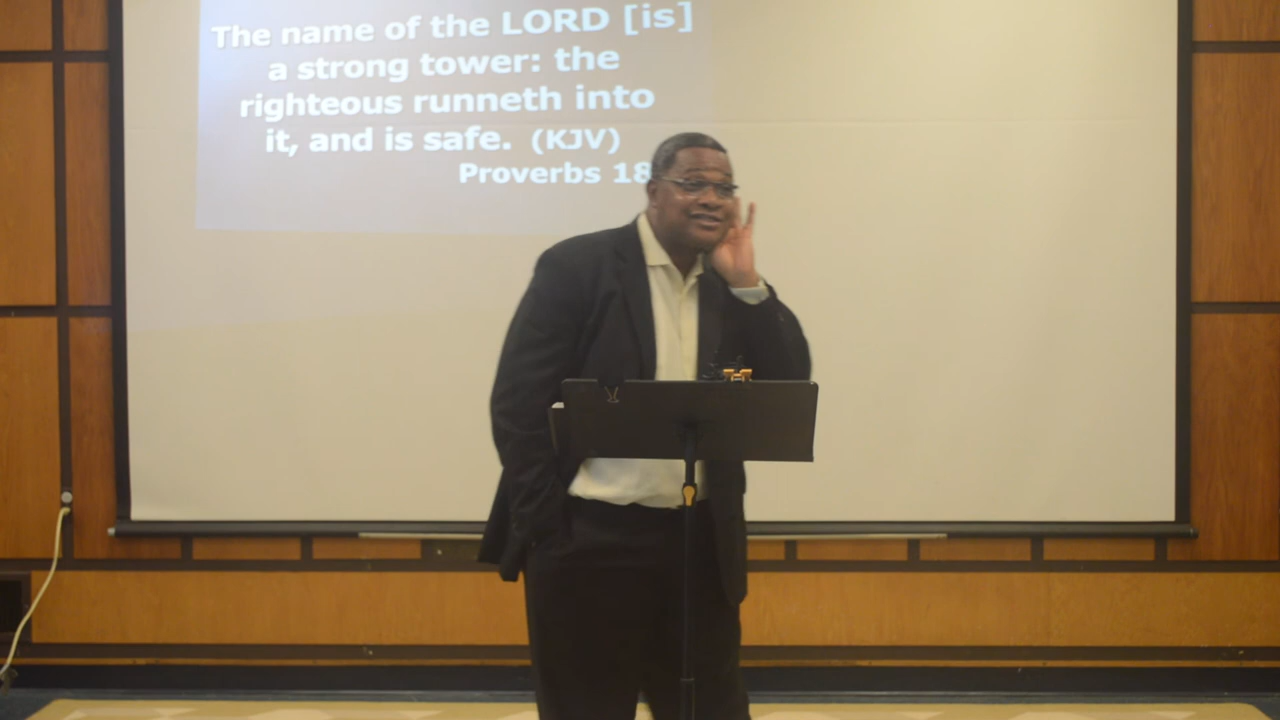 The name of the LORD [is]
a strong tower: the
righteous runneth into
it, and is safe. (KJV)
Proverbs 18